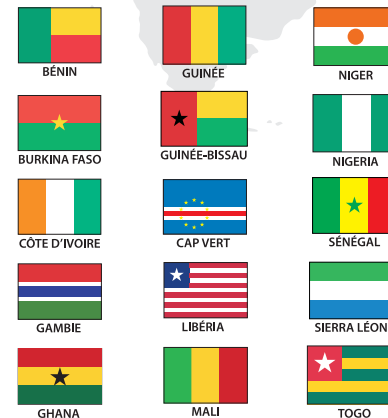 BÉNIN
GUINÉE
NIGER
BURKINA FASO
GUINÉE-BISSAU
NIGERIA
CÔTE D'IVOIRE
CAP VERT
SÉNÉGAL
GAMBIE
LIBÉRIA
SIERRA LÉON
GHANA
MALI
TOGO